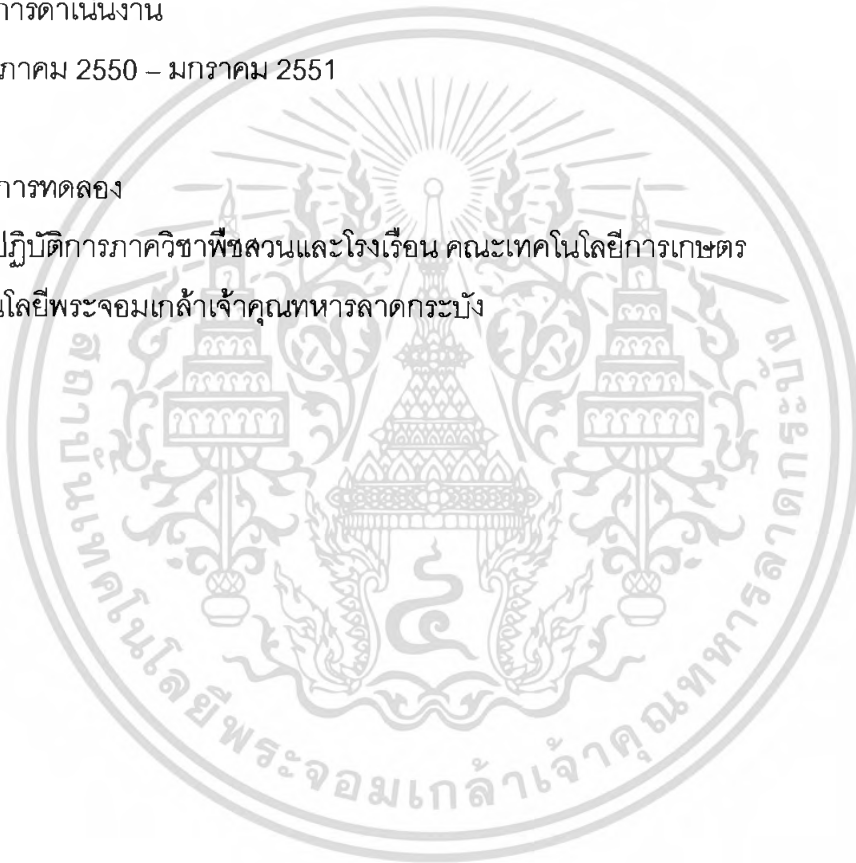 การดำเนินงาน
ภาคม 2550 – มกราคม 2551
การทดลอง
ปฏิบัติการภาควิชาพืชสวนและโรงเรือน คณะเทคโนโลยีการเกษตร
นโลยีพระจอมเกล้าเจ้าคุณทหารลาดกระบัง
สถาบันเทคโนโลยีพระจอมเกล้าเจ้าคุณทหารลาดกระบัง